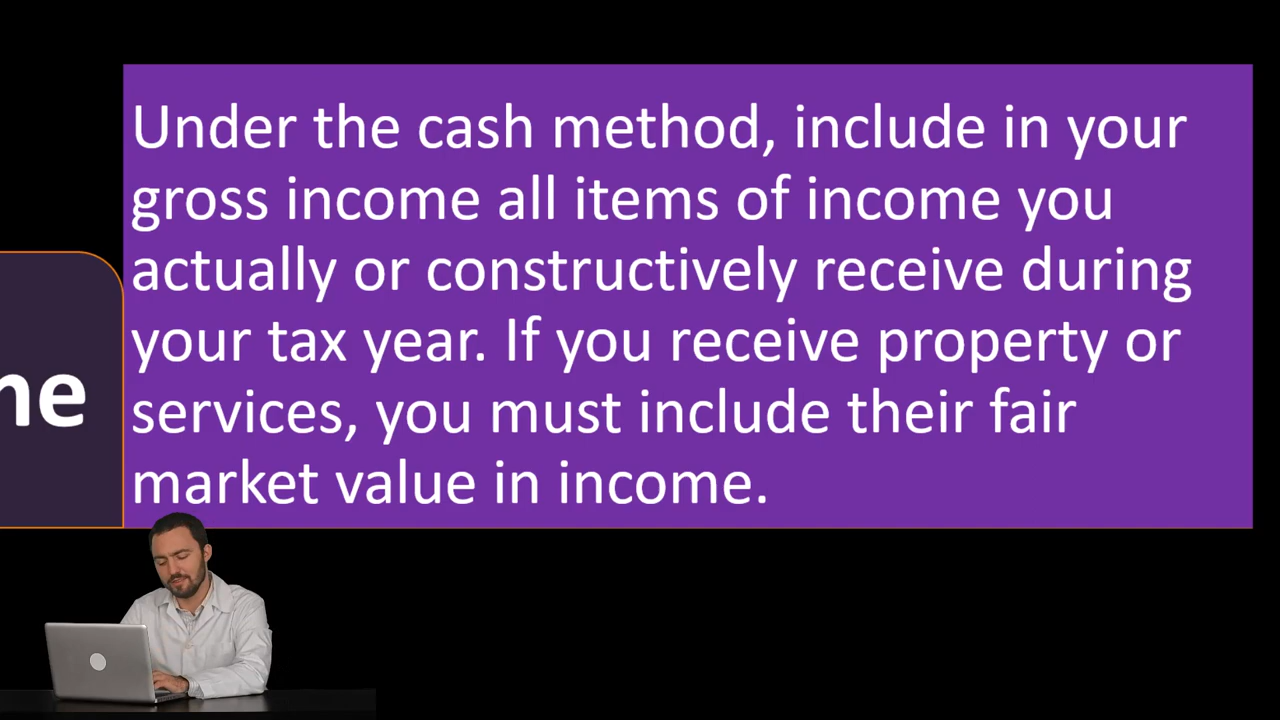 Under the cash method, include in your
gross income all items of income you
actually or constructively receive during
your tax year. If you receive property or
services, you must include their fair
market value in income.